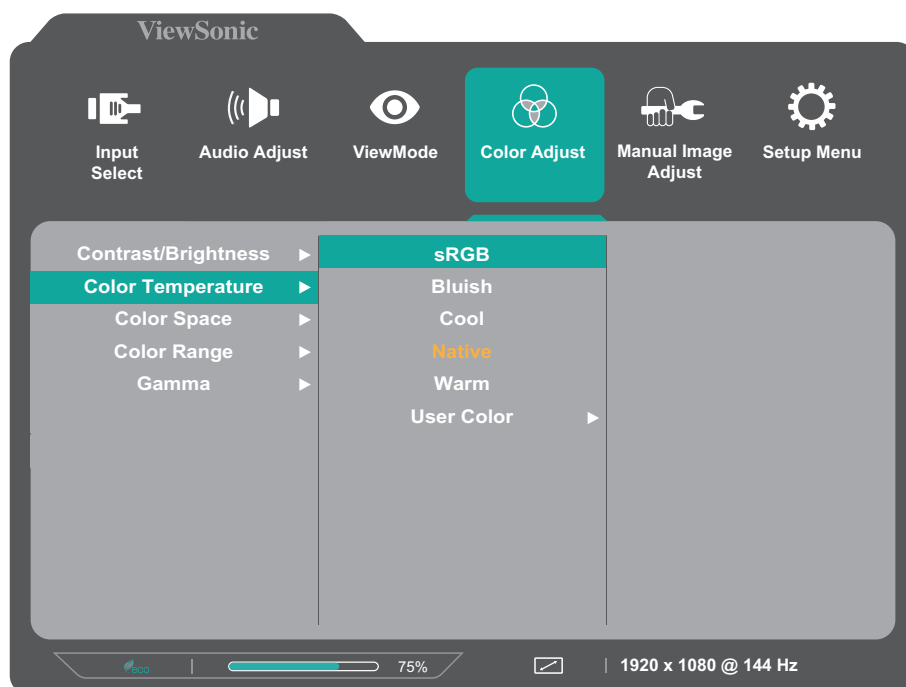 ViewSonic
Input
Select
Audio Adjust
ViewMode
Color Adjust
Manual Image
Adjust
Setup Menu
Contrast/Brightness
Color Temperature
Color Space
Color Range
Gamma
sRGB
Bluish
Cool
Native
Warm
User Color
eco
75%
1920 x 1080 @ 144 Hz